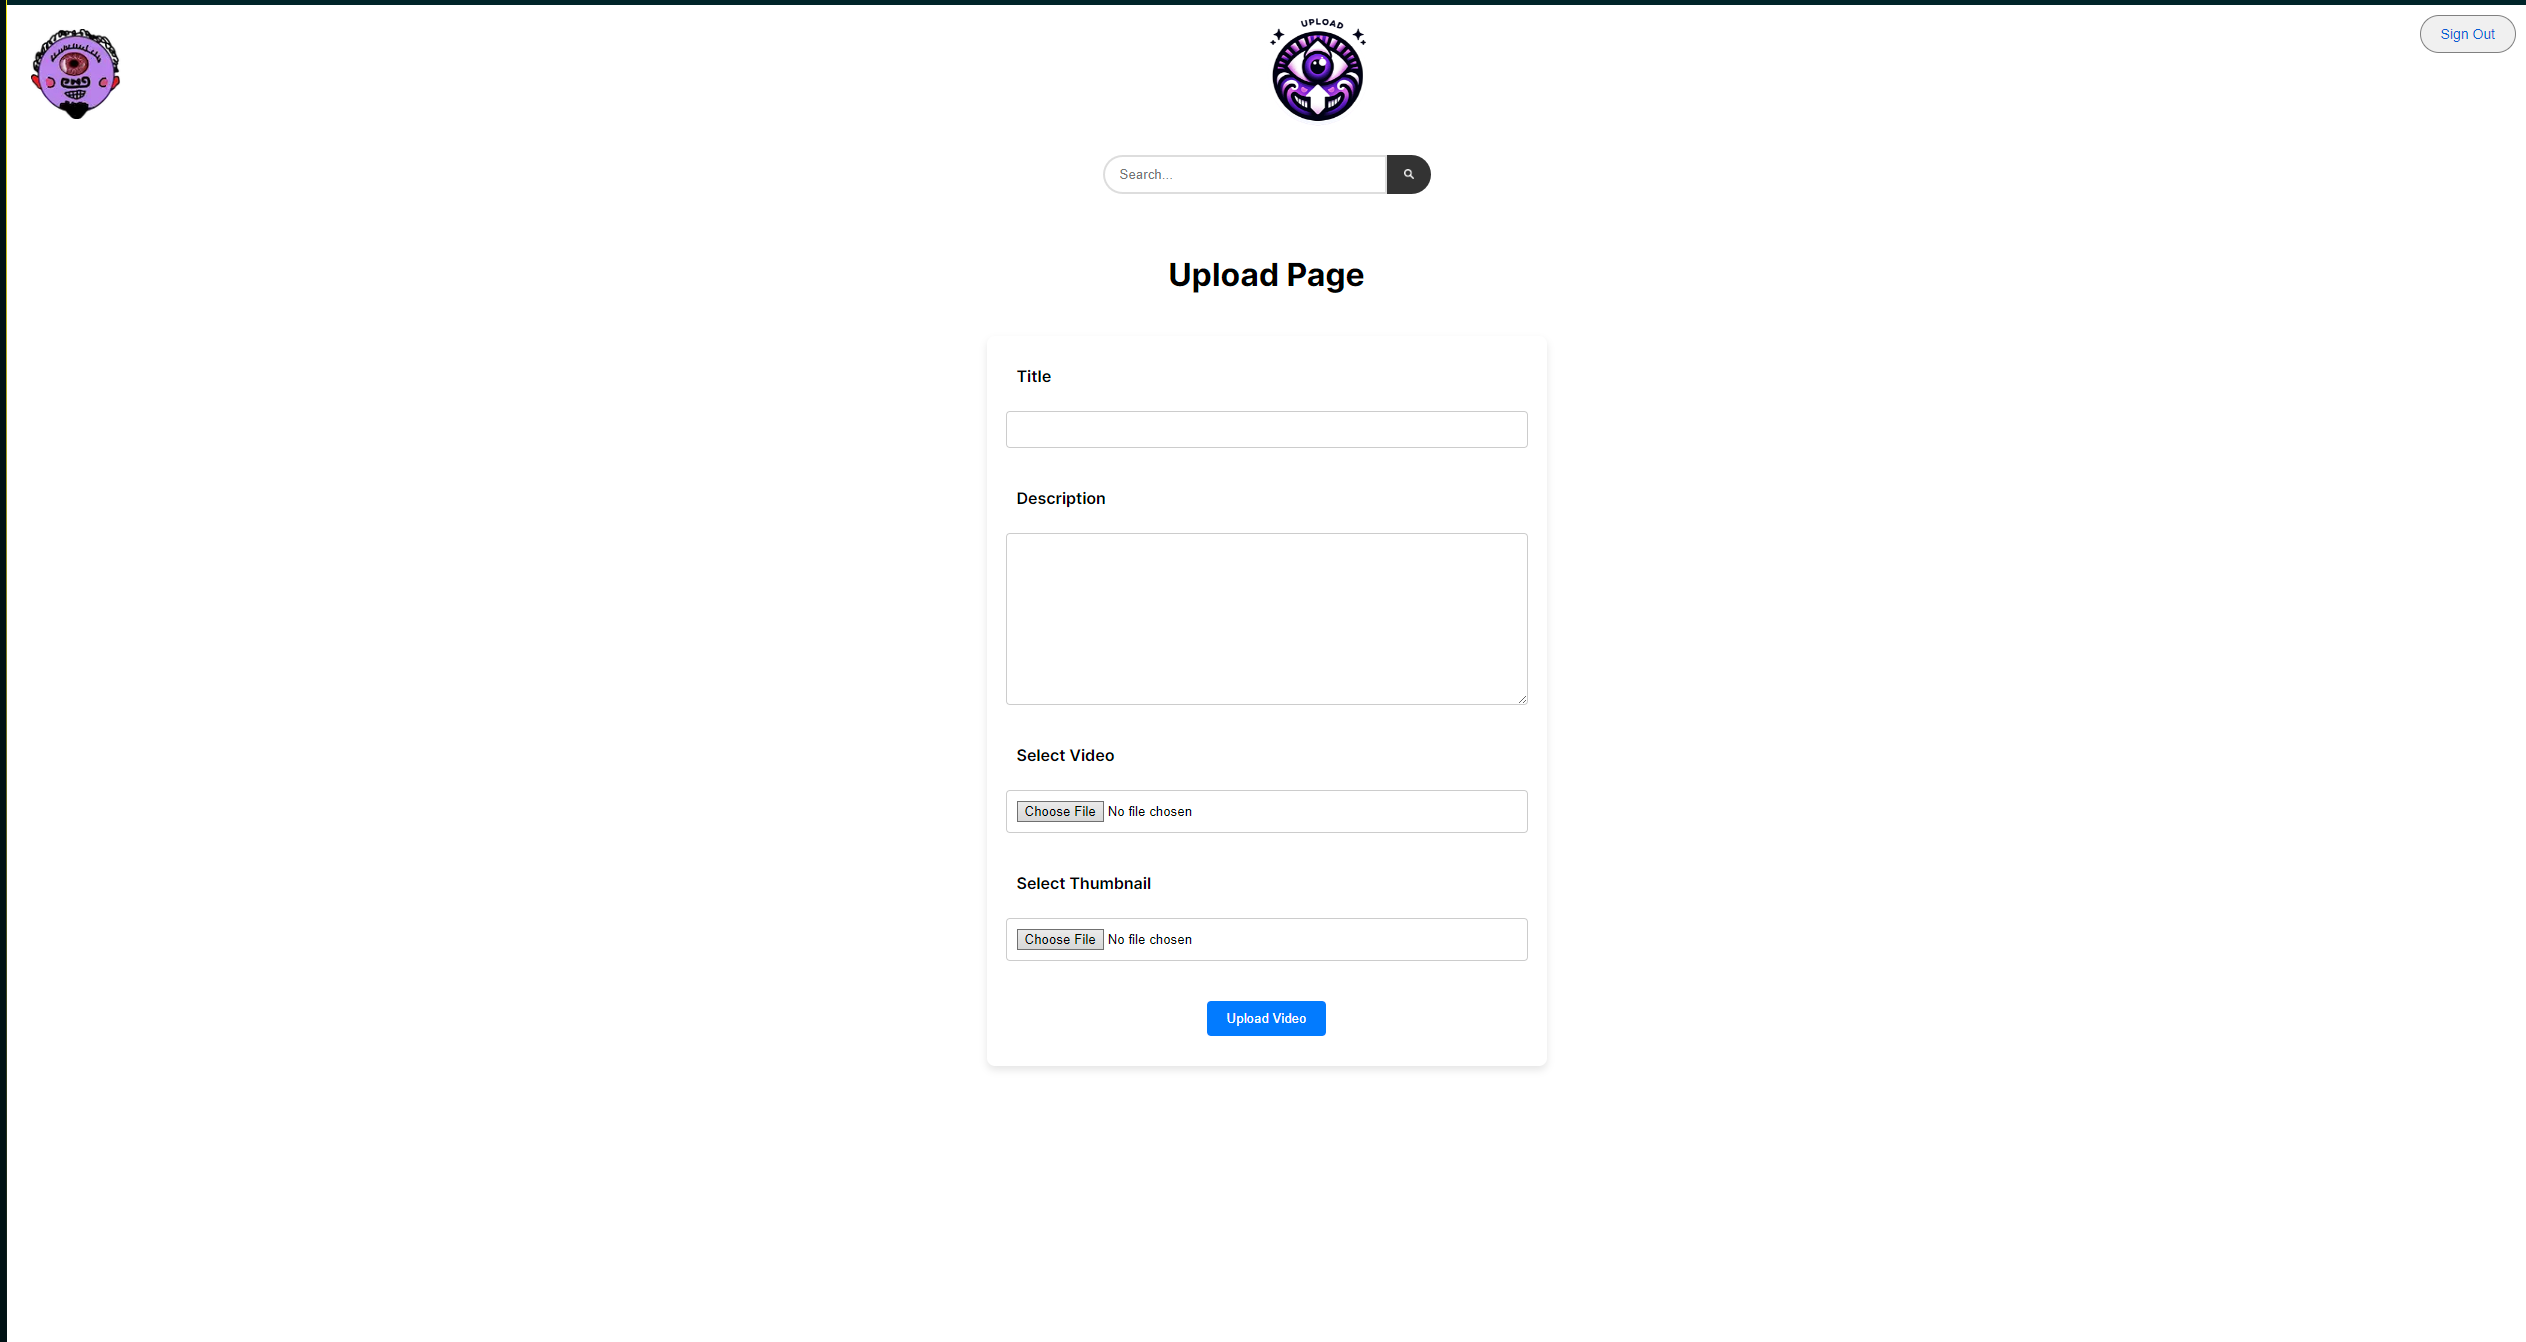 UPLOAD
Sign Out
Search...
Upload Page
Title
Description
Select Video
Choose File No file chosen
Select Thumbnail
Choose File No file chosen
Upload Video